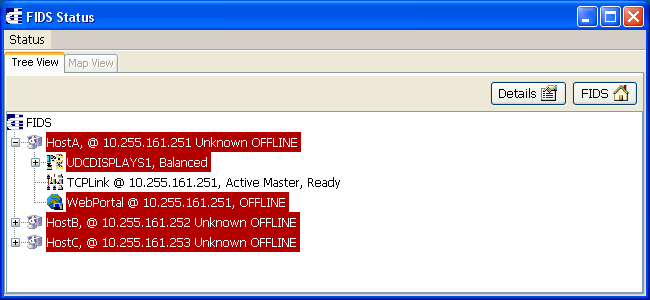 FIDS Status
Status
Tree View Map View
Details FIDS
FIDS
HostA, @ 10.255.161.251 Unknown OFFLINE
UDCDISPLAYS1, Balanced
TCPLink @ 10.255.161.251, Active Master, Ready
WebPortal @ 10.255.161.251, OFFLINE
HostB, @ 10.255.161.252 Unknown OFFLINE
HostC, @ 10.255.161.253 Unknown OFFLINE